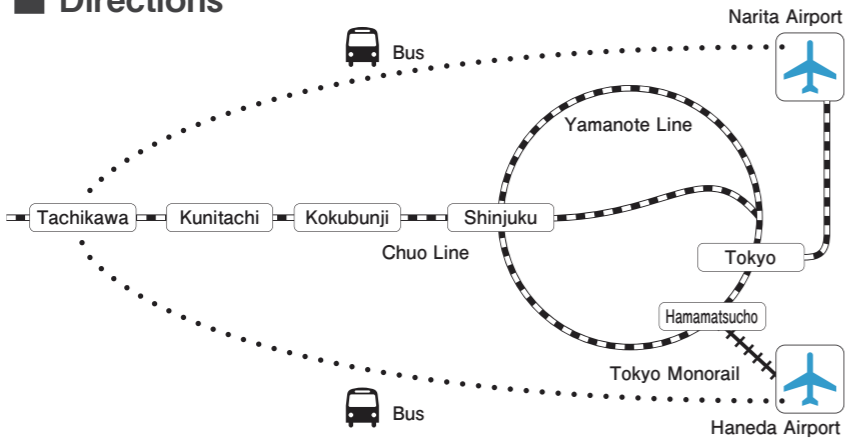 ■ Directions
Narita Airport
Bus
Yamanote Line
Tachikawa
Kunitachi
Kokubunji
Shinjuku
Chuo Line
Tokyo
Hamamatsucho
Tokyo Monorail
Bus
Haneda Airport